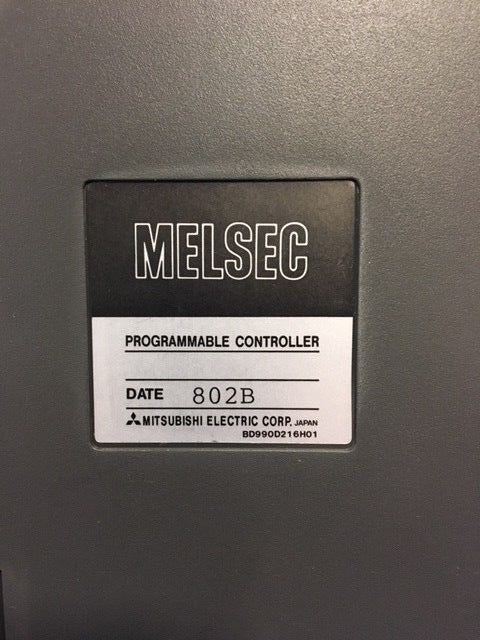 MELSEC
PROGRAMMABLE CONTROLLER
DATE 802B
MITSUBISHI ELECTRIC CORP. JAPAN
BD990D216H01